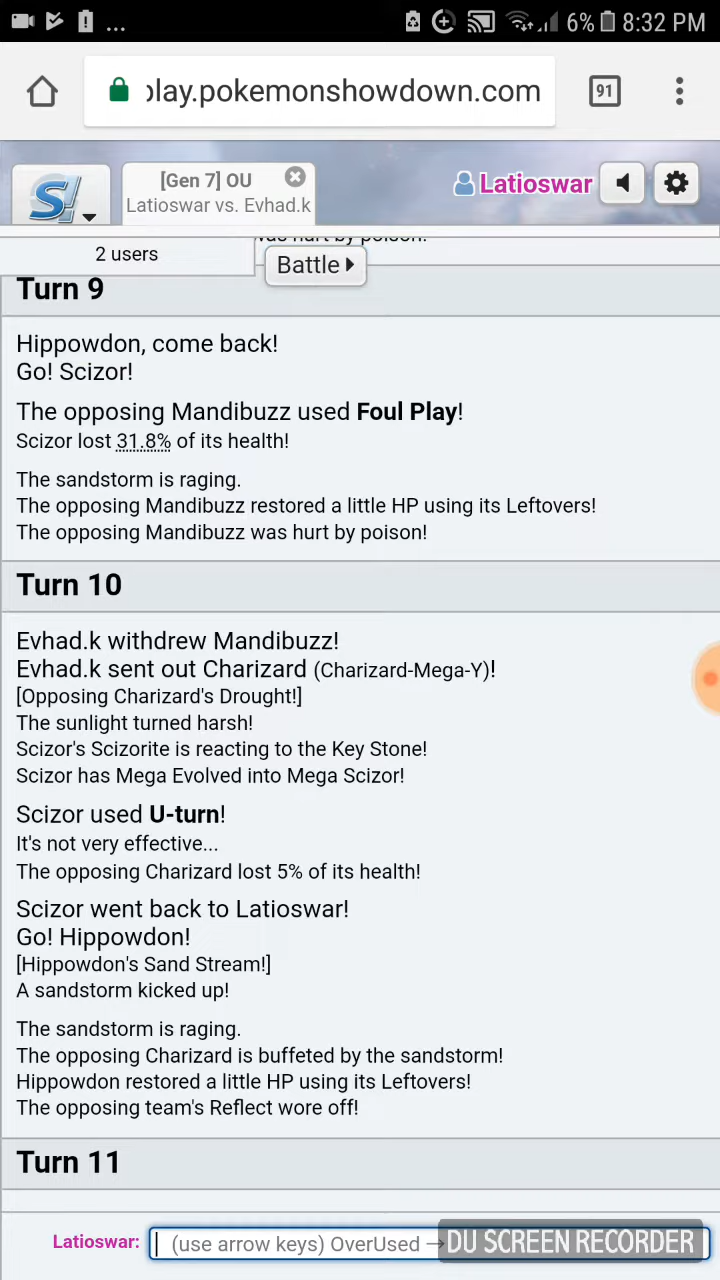 6% 8:32 PM
play.pokemonshowdown.com
91
[Gen 7] OU
Latioswar vs. Evhad.k
Latioswar
was hurt by poison!
2 users
Battle
Turn 9
Hippowdon, come back!
Go! Scizor!
The opposing Mandibuzz used Foul Play!
Scizor lost 31.8% of its health!
The sandstorm is raging.
The opposing Mandibuzz restored a little HP using its Leftovers!
The opposing Mandibuzz was hurt by poison!
Turn 10
Evhad.k withdrew Mandibuzz!
Evhad.k sent out Charizard (Charizard-Mega-Y)!
[Opposing Charizard's Drought!]
The sunlight turned harsh!
Scizor's Scizorite is reacting to the Key Stone!
Scizor has Mega Evolved into Mega Scizor!
Scizor used U-turn!
It's not very effective...
The opposing Charizard lost 5% of its health!
Scizor went back to Latioswar!
Go! Hippowdon!
[Hippowdon's Sand Stream!]
A sandstorm kicked up!
The sandstorm is raging.
The opposing Charizard is buffeted by the sandstorm!
Hippowdon restored a little HP using its Leftovers!
The opposing team's Reflect wore off!
Turn 11
Latioswar: (use arrow keys) OverUsed →
DU SCREEN RECORDER